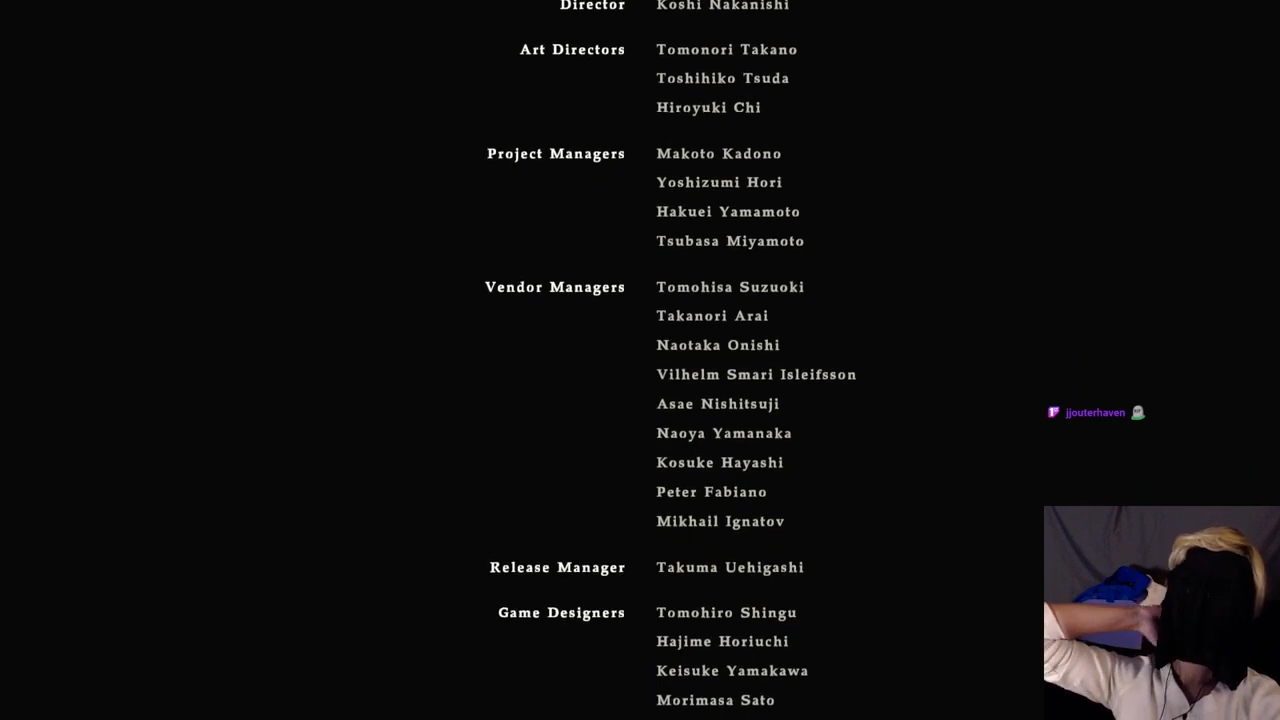 Director Koshi Nakanishi
Art Directors Tomonori Takano
Toshihiko Tsuda
Hiroyuki Chi
Project Managers Makoto Kadono
Yoshizumi Hori
Hakuei Yamamoto
Tsubasa Miyamoto
Vendor Managers Tomohisa Suzuoki
Takanori Arai
Naotaka Onishi
Vilhelm Smari Isleifsson
Asae Nishitsuji
Naoya Yamanaka
Kosuke Hayashi
Peter Fabiano
Mikhail Ignatov
jjouterhaven
Release Manager Takuma Uehigashi
Game Designers Tomohiro Shingu
Hajime Horiuchi
Keisuke Yamakawa
Morimasa Sato